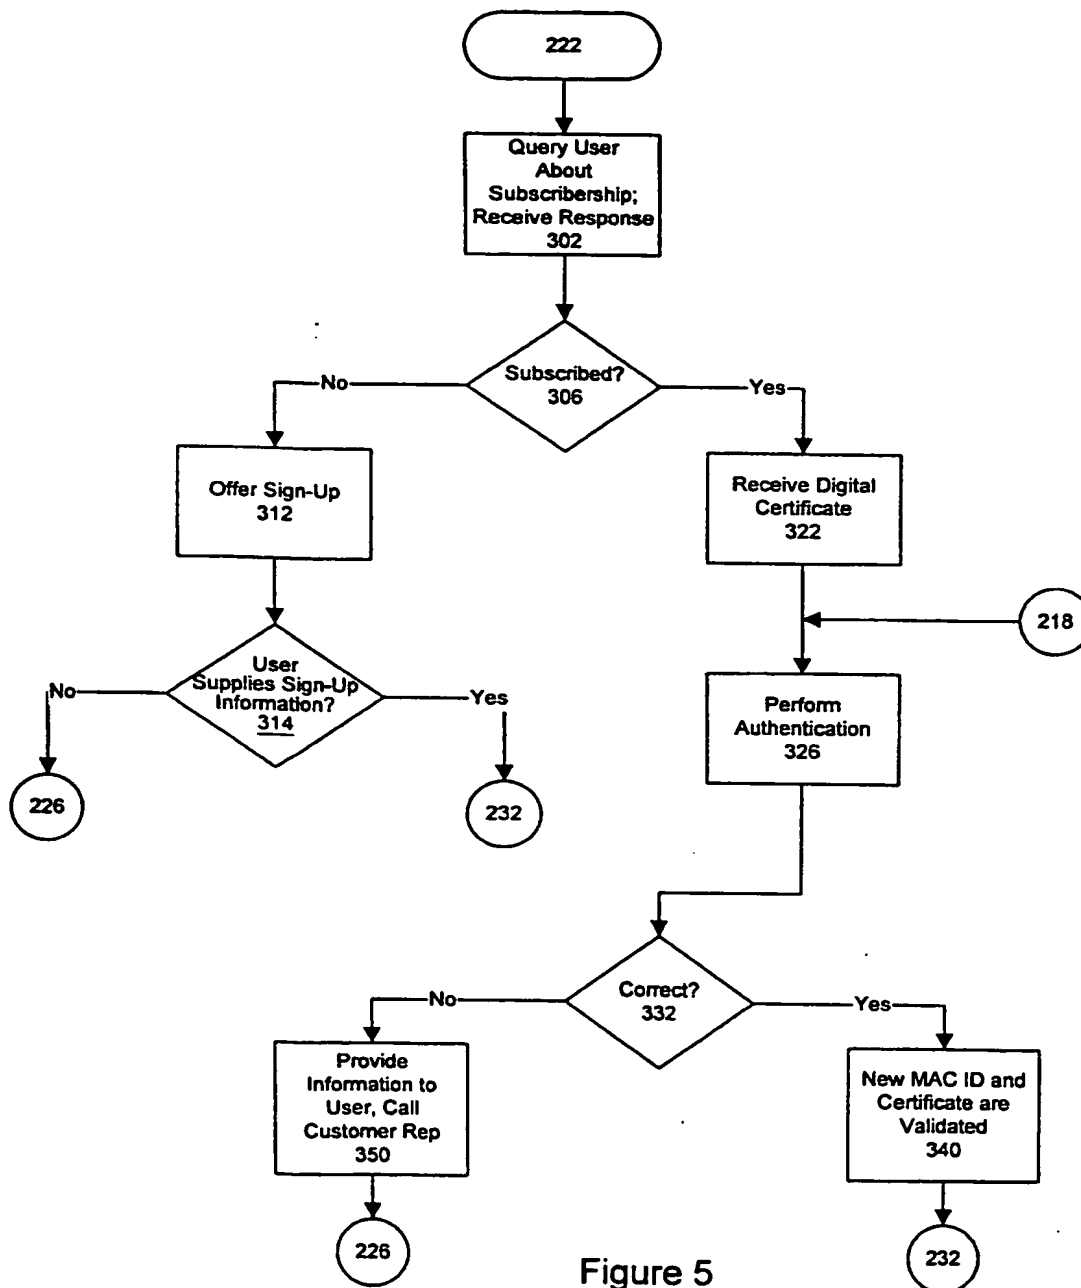 222
Query User
About
Subscribership;
Receive Response
302
Subscribed?
306
No
Yes
Offer Sign-Up
312
Receive Digital
Certificate
322
218
User
Supplies Sign-Up
Information?
314
No
Yes
Perform
Authentication
326
226
232
Correct?
332
No
Yes
Provide
Information to
User, Call
Customer Rep
350
New MAC ID and
Certificate are
Validated
340
226
232
Figure 5